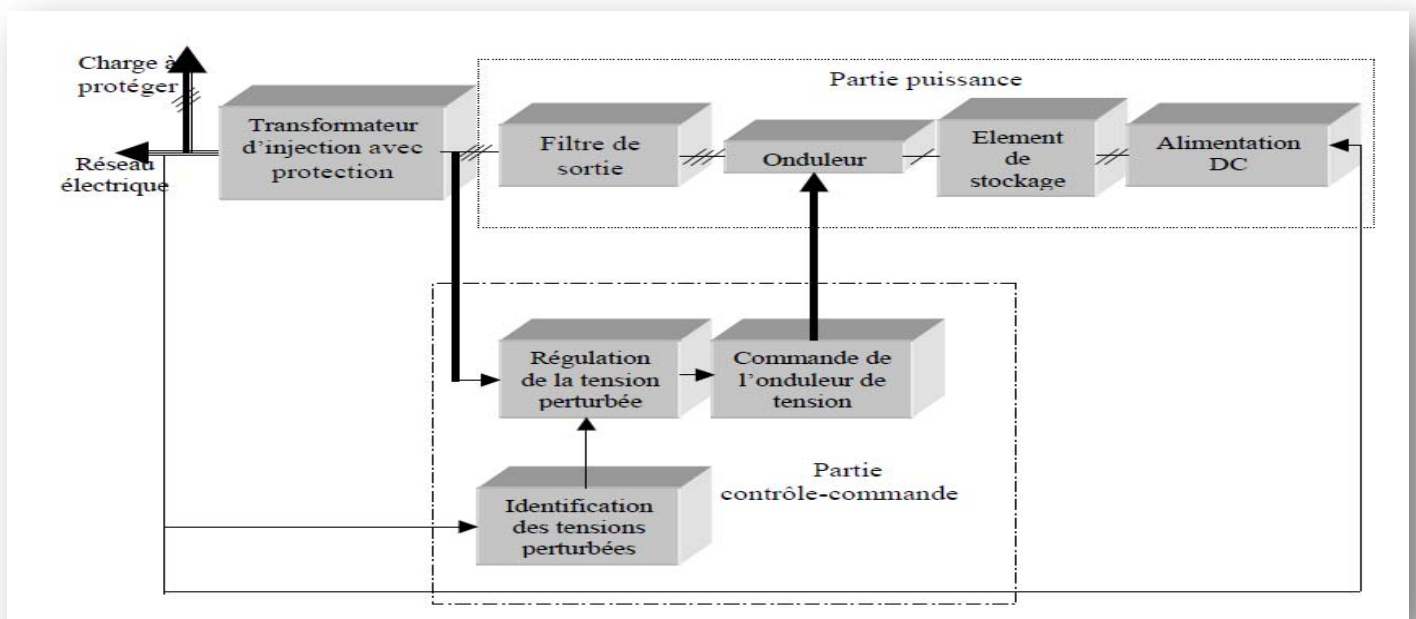 Charge à
protéger
Réseau
électrique
Transformateur
d'injection avec
protection
Partie puissance
Filtre de
sortie
Onduleur
Element
de
stockage
Alimentation
DC
Régulation
de la tension
perturbée
Commande de
l'onduleur de
tension
Identification
des tensions
perturbées
Partie
contrôle-commande